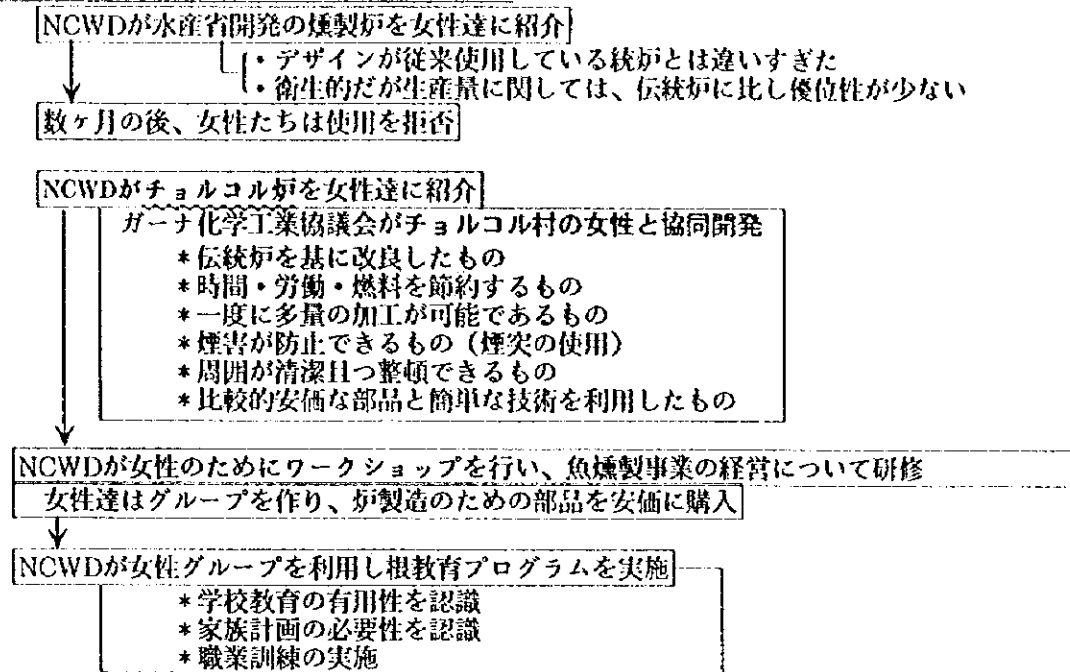 NCWDが水産省開発の燻製炉を女性達に紹介
・デザインが従来使用している統炉とは違いすぎた
・衛生的だが生産量に関しては、伝統炉に比し優位性が少ない
数ヶ月の後、女性たちは使用を拒否
NCWDがチョルコル炉を女性達に紹介
ガーナ化学工業協議会がチョルコル村の女性と協同開発
*伝統炉を基に改良したもの
*時間・労働・燃料を節約するもの
*一度に多量の加工が可能であるもの
*煙害が防止できるもの（煙突の使用）
*周囲が清潔且つ整頓できるもの
*比較的安価な部品と簡単な技術を利用したもの
NCWDが女性のためにワークショップを行い、魚燻製事業の経営について研修
女性達はグループを作り、炉製造のための部品を安価に購入
NCWDが女性グループを利用し根教育プログラムを実施
*学校教育の有用性を認識
*家族計画の必要性を認識
*職業訓練の実施